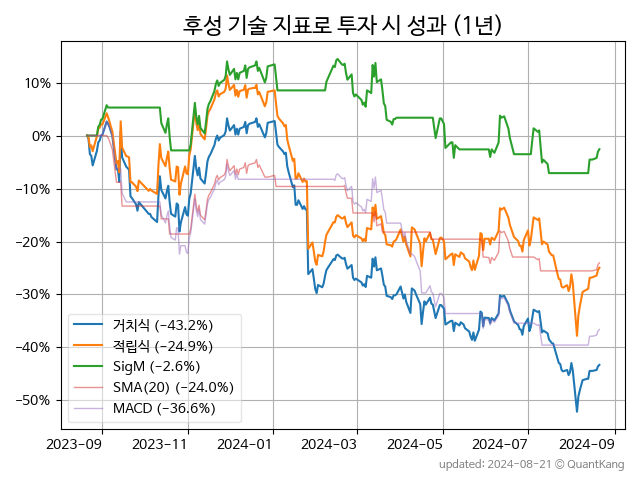 후성 기술 지표로 투자 시 성과 (1년)
10%
0%
−10%
−20%
−30%
−40%
−50%
거치식 (−43.2%)
적립식 (−24.9%)
SigM (−2.6%)
SMA(20) (−24.0%)
MACD (−36.6%)
2023-09 2023-11 2024-01 2024-03 2024-05 2024-07 2024-09
updated: 2024-08-21 © QuantKang